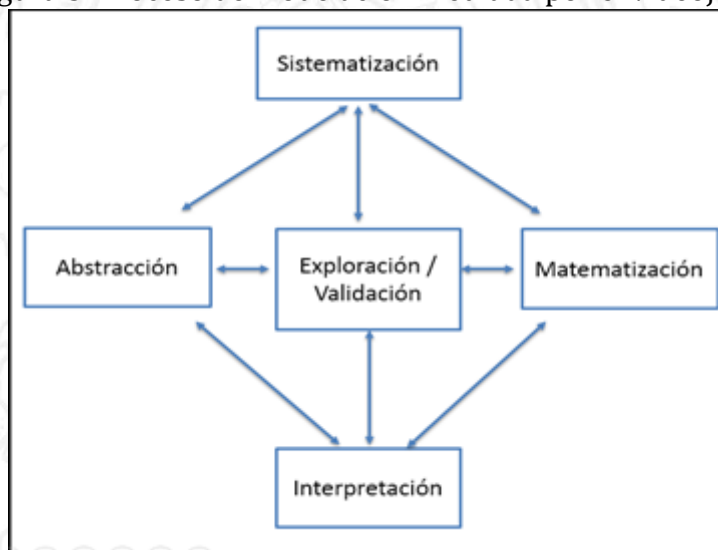 Sistematización
Abstracción
Exploración /
Validación
Matematización
Interpretación